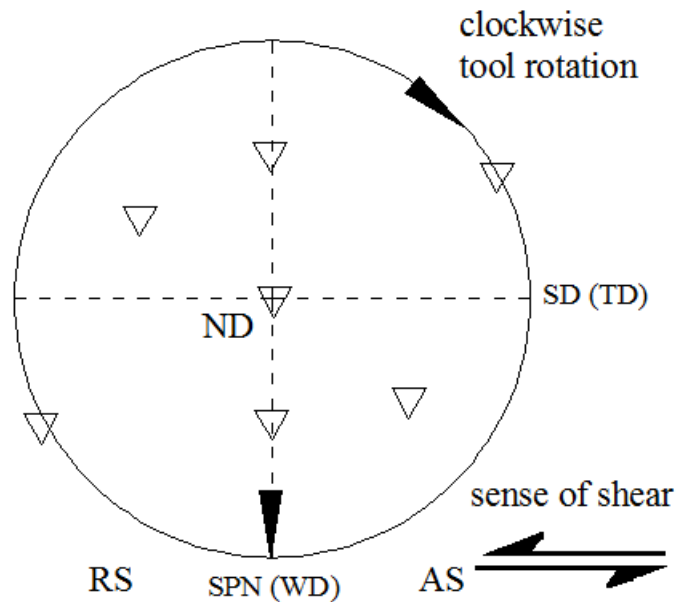 clockwise
tool rotation
SD (TD)
ND
sense of shear
RS
SPN (WD)
AS